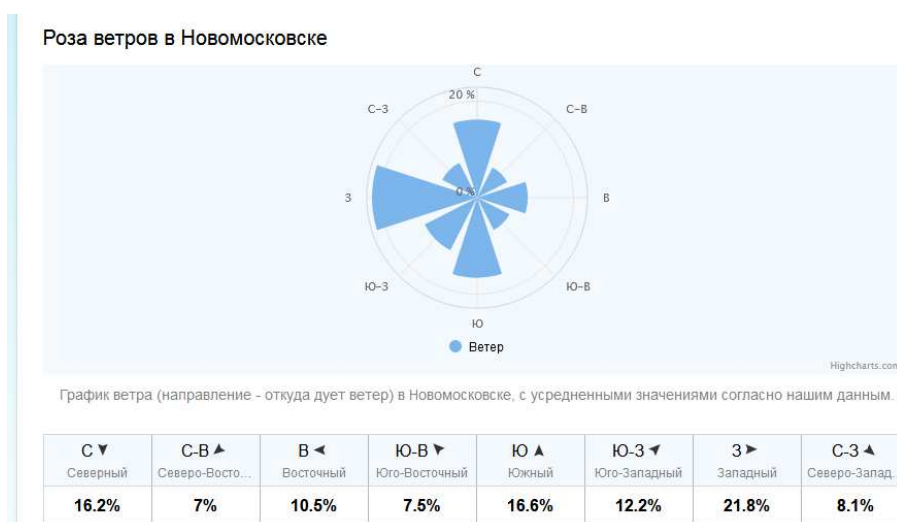 Роза ветров в Новомосковске
С
20 %
С-З
С-В
0 %
З
В
Ю-З
Ю-В
Ю
Ветер
Highcharts.com
График ветра (направление - откуда дует ветер) в Новомосковске, с усредненными значениями согласно нашим данным.
С С-В В Ю-В Ю Ю-З З С-З
Северный Северо-Восто... Восточный Юго-Восточный Южный Юго-Западный Западный Северо-Запад...
16.2% 7% 10.5% 7.5% 16.6% 12.2% 21.8% 8.1%